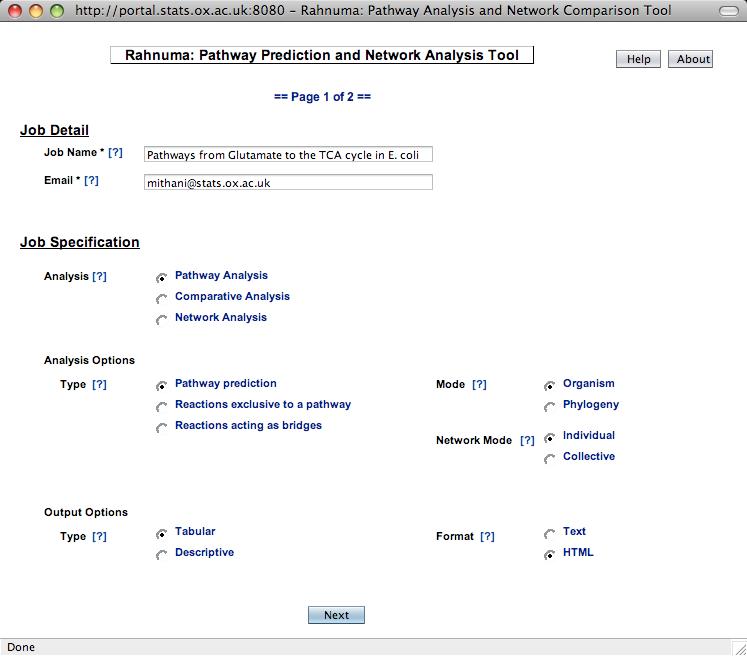 http://portal.stats.ox.ac.uk:8080 – Rahnuma: Pathway Analysis and Network Comparison Tool
Rahnuma: Pathway Prediction and Network Analysis Tool
Help About
== Page 1 of 2 ==
Job Detail
Job Name * [?] Pathways from Glutamate to the TCA cycle in E. coli
Email * [?] mithani@stats.ox.ac.uk
Job Specification
Analysis [?] Pathway Analysis
Comparative Analysis
Network Analysis
Analysis Options
Type [?] Pathway prediction Mode [?] Organism
Reactions exclusive to a pathway Phylogeny
Reactions acting as bridges Network Mode [?] Individual
Collective
Output Options
Type [?] Tabular Format [?] Text
Descriptive HTML
Next
Done